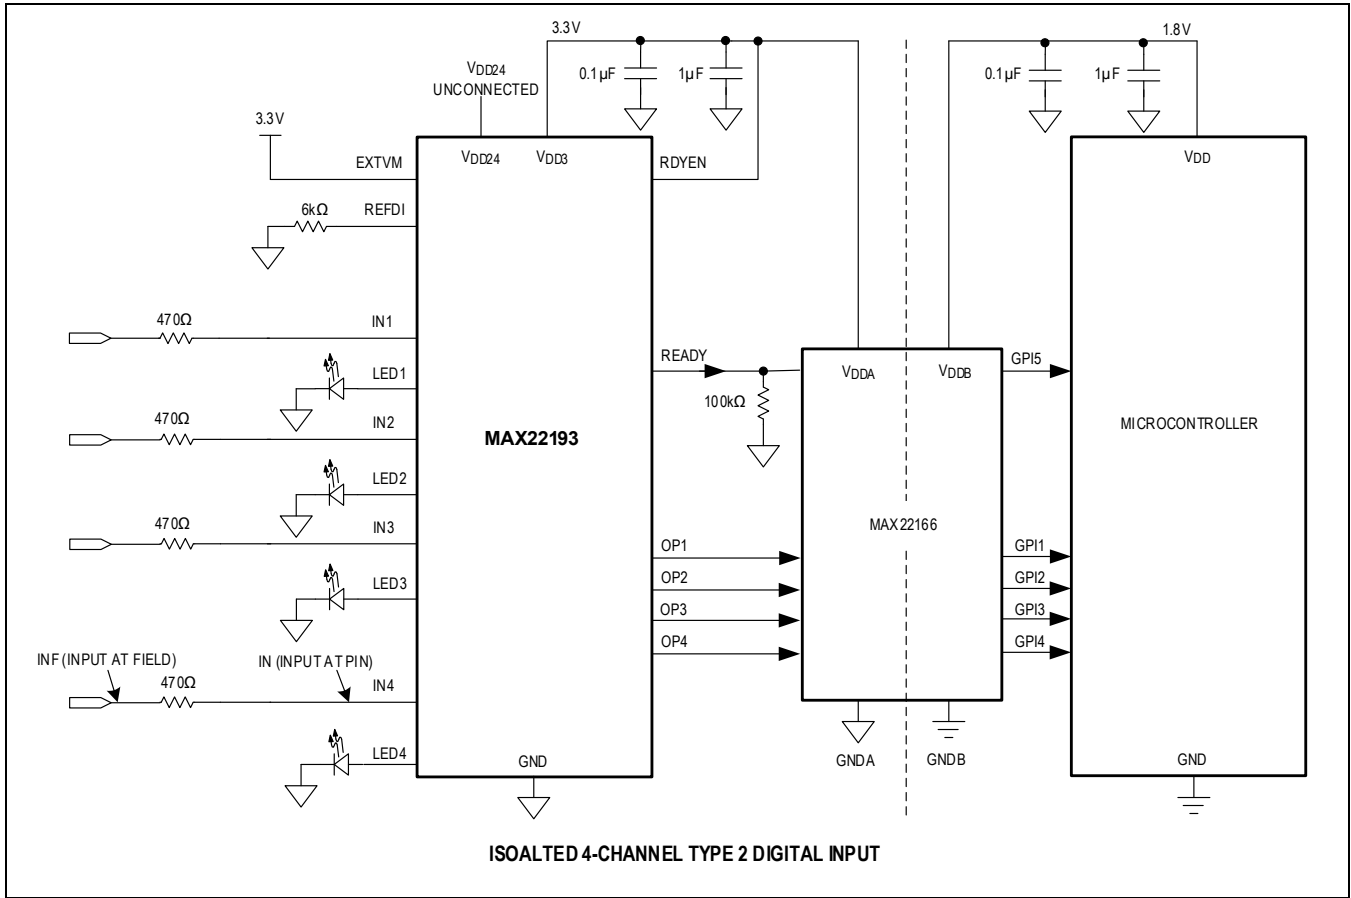 3.3V
1.8V
VDD24
UNCONNECTED
0.1µF
1µF
0.1µF
1µF
3.3V
EXTVM
VDD24
VDD3
RDYEN
VDD
6kΩ
REFDI
470Ω
IN1
LED1
READY
VDDA
VDDB
GPI5
100kΩ
470Ω
IN2
MAX22193
MICROCONTROLLER
LED2
470Ω
IN3
MAX22166
OP1
GPI1
LED3
OP2
GPI2
OP3
GPI3
OP4
GPI4
INF (INPUT AT FIELD)
IN (INPUT AT PIN)
470Ω
IN4
LED4
GND
GNDA
GNDB
GND
ISOALTED 4-CHANNEL TYPE 2 DIGITAL INPUT